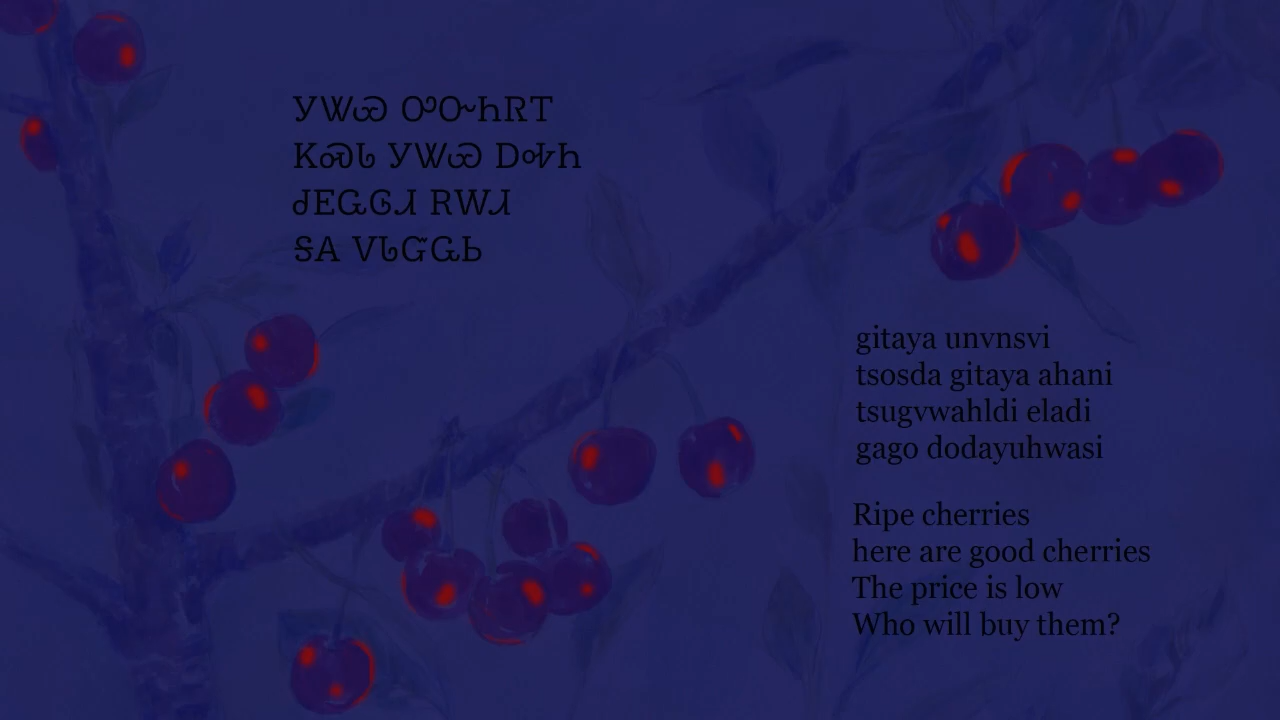 ᎩᏔᏯ ᎤᏅᏂᎡᎢ
ᏦᏍᏓ ᎩᏔᏯ ᎠᎭᏂ
ᏧᎬᏩᎶᏗ ᎡᎳᏗ
ᎦᎪ ᏙᏓᏳᏩᏏ
gitaya unvnsvi
tsosda gitaya ahani
tsugvwahldi eladi
gago dodayuhwasi
Ripe cherries
here are good cherries
The price is low
Who will buy them?